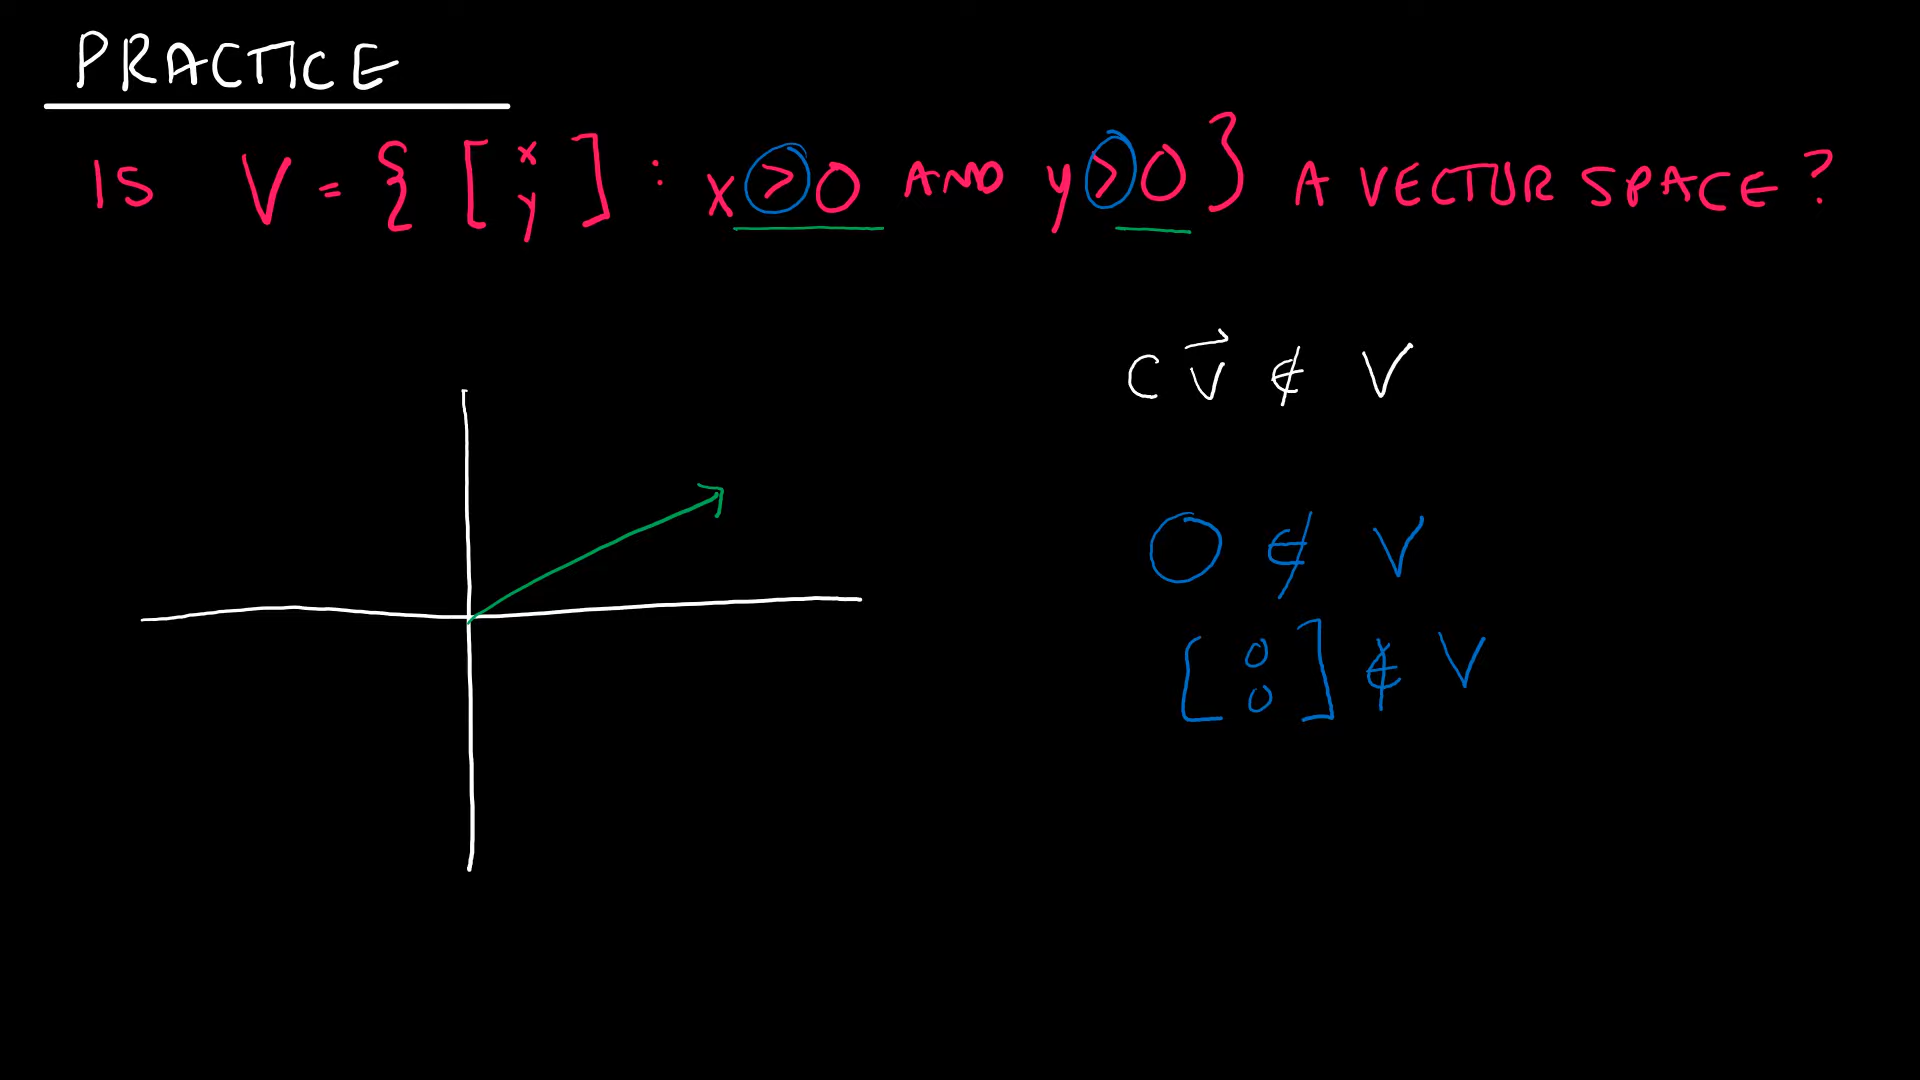 PRACTICE
IS V = { [ x y ] : x > 0 AND y > 0 } A VECTOR SPACE ?
c v⃗ ∉ V
0 ∉ V
[ 0 0 ] ∉ V